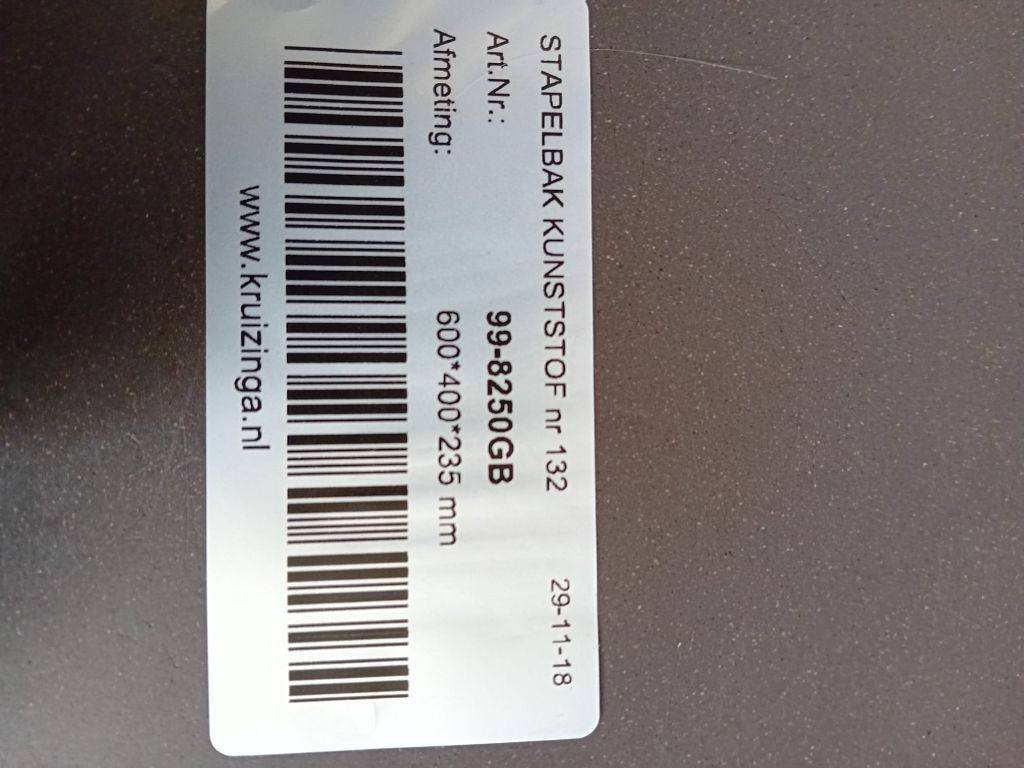 STAPELBAK KUNSTSTOF nr 132 29-11-18
Art.Nr.: 99-8250GB
Afmeting: 600*400*235 mm
www.kruizinga.nl